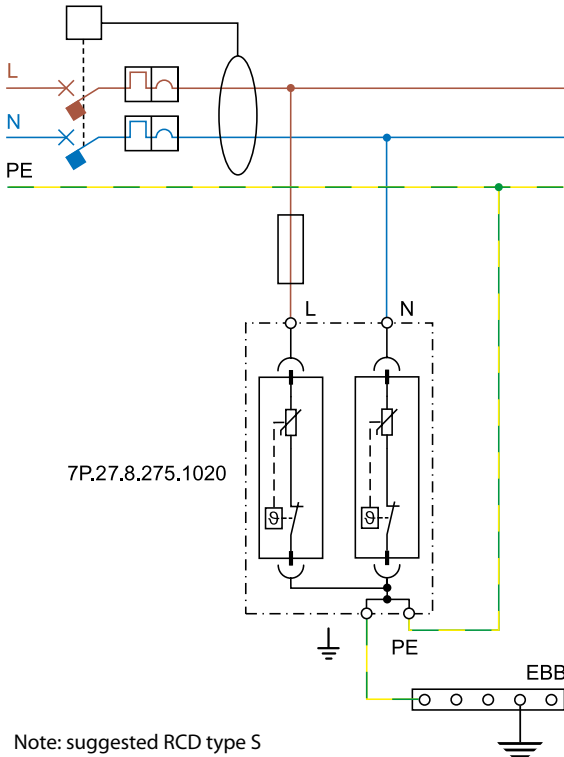 L
N
PE
L
N
7P.27.8.275.1020
ϑ
ϑ
PE
EBB
Note: suggested RCD type S